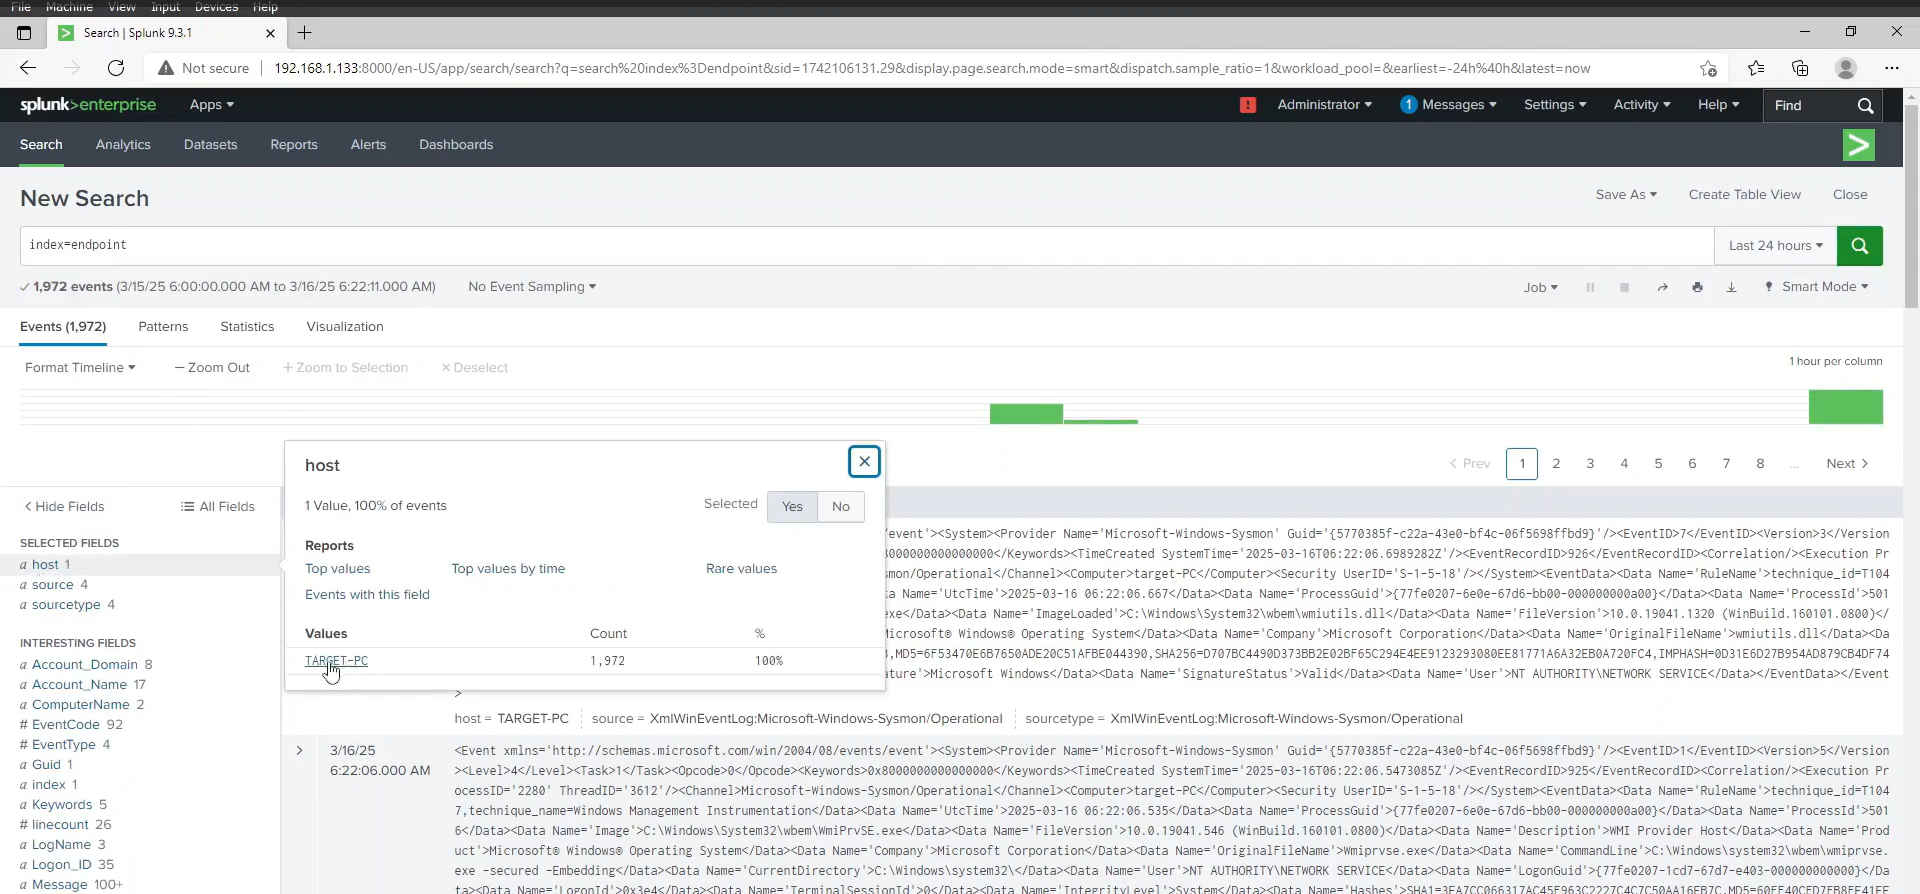 File Machine View Input Devices Help
Search | Splunk 9.3.1
Not secure 192.168.1.133:8000/en-US/app/search/search?q=search%20index%3Dendpoint&sid=1742106131.29&display.page.search.mode=smart&dispatch.sample_ratio=1&workload_pool=&earliest=-24h%40h&latest=now
splunk>enterprise Apps ! Administrator 1 Messages Settings Activity Help Find
Search Analytics Datasets Reports Alerts Dashboards
New Search Save As Create Table View Close
index=endpoint Last 24 hours
✓ 1,972 events (3/15/25 6:00:00.000 AM to 3/16/25 6:22:11.000 AM) No Event Sampling Job Smart Mode
Events (1,972) Patterns Statistics Visualization
Format Timeline — Zoom Out + Zoom to Selection × Deselect 1 hour per column
host
< Prev 1 2 3 4 5 6 7 8 ... Next >
1 Value, 100% of events Selected Yes No
< Hide Fields All Fields
SELECTED FIELDS
a host 1
a source 4
a sourcetype 4
INTERESTING FIELDS
a Account_Domain 8
a Account_Name 17
a ComputerName 2
# EventCode 92
# EventType 4
a Guid 1
a index 1
a Keywords 5
# linecount 26
a LogName 3
a Logon_ID 35
a Message 100+
Reports
Top values Top values by time Rare values
Events with this field
Values Count %
TARGET-PC 1,972 100%
/event'><System><Provider Name='Microsoft-Windows-Sysmon' Guid='{5770385f-c22a-43e0-bf4c-06f5698ffbd9}'/><EventID>7</EventID><Version>3</Version
8000000000000000</Keywords><TimeCreated SystemTime='2025-03-16T06:22:06.6989282Z'/><EventRecordID>926</EventRecordID><Correlation/><Execution Pr
mon/Operational</Channel><Computer>target-PC</Computer><Security UserID='S-1-5-18'/></System><EventData><Data Name='RuleName'>technique_id=T104
a Name='UtcTime'>2025-03-16 06:22:06.667</Data><Data Name='ProcessGuid'>{77fe0207-6e0e-67d6-bb00-000000000a00}</Data><Data Name='ProcessId'>501
exe</Data><Data Name='ImageLoaded'>C:\Windows\System32\wbem\wmiutils.dll</Data><Data Name='FileVersion'>10.0.19041.1320 (WinBuild.160101.0800)</
Microsoft® Windows® Operating System</Data><Data Name='Company'>Microsoft Corporation</Data><Data Name='OriginalFileName'>wmiutils.dll</Data><Da
,MD5=6F53470E6B7650ADE20C51AFBE044390,SHA256=D707BC4490D373BB2E02BF65C294E4EE9123293080EE81771A6A32EB0A720FC4,IMPHASH=0D31E6D27B954AD879CB4DF74
ature'>Microsoft Windows</Data><Data Name='SignatureStatus'>Valid</Data><Data Name='User'>NT AUTHORITY\NETWORK SERVICE</Data></EventData></Event
>
host = TARGET-PC source = XmlWinEventLog:Microsoft-Windows-Sysmon/Operational sourcetype = XmlWinEventLog:Microsoft-Windows-Sysmon/Operational
> 3/16/25
6:22:06.000 AM
<Event xmlns='http://schemas.microsoft.com/win/2004/08/events/event'><System><Provider Name='Microsoft-Windows-Sysmon' Guid='{5770385f-c22a-43e0-bf4c-06f5698ffbd9}'/><EventID>1</EventID><Version>5</Version
><Level>4</Level><Task>1</Task><Opcode>0</Opcode><Keywords>0x8000000000000000</Keywords><TimeCreated SystemTime='2025-03-16T06:22:06.5473085Z'/><EventRecordID>925</EventRecordID><Correlation/><Execution Pr
ocessID='2280' ThreadID='3612'/><Channel>Microsoft-Windows-Sysmon/Operational</Channel><Computer>target-PC</Computer><Security UserID='S-1-5-18'/></System><EventData><Data Name='RuleName'>technique_id=T104
7,technique_name=Windows Management Instrumentation</Data><Data Name='UtcTime'>2025-03-16 06:22:06.535</Data><Data Name='ProcessGuid'>{77fe0207-6e0e-67d6-bb00-000000000a00}</Data><Data Name='ProcessId'>501
6</Data><Data Name='Image'>C:\Windows\System32\wbem\WmiPrvSE.exe</Data><Data Name='FileVersion'>10.0.19041.546 (WinBuild.160101.0800)</Data><Data Name='Description'>WMI Provider Host</Data><Data Name='Prod
uct'>Microsoft® Windows® Operating System</Data><Data Name='Company'>Microsoft Corporation</Data><Data Name='OriginalFileName'>Wmiprvse.exe</Data><Data Name='CommandLine'>C:\Windows\system32\wbem\wmiprvse.
exe -secured -Embedding</Data><Data Name='CurrentDirectory'>C:\Windows\system32\</Data><Data Name='User'>NT AUTHORITY\NETWORK SERVICE</Data><Data Name='LogonGuid'>{77fe0207-1cd7-67d7-e403-000000000000}</Da
ta><Data Name='LogonId'>0x3e4</Data><Data Name='TerminalSessionId'>0</Data><Data Name='IntegrityLevel'>System</Data><Data Name='Hashes'>